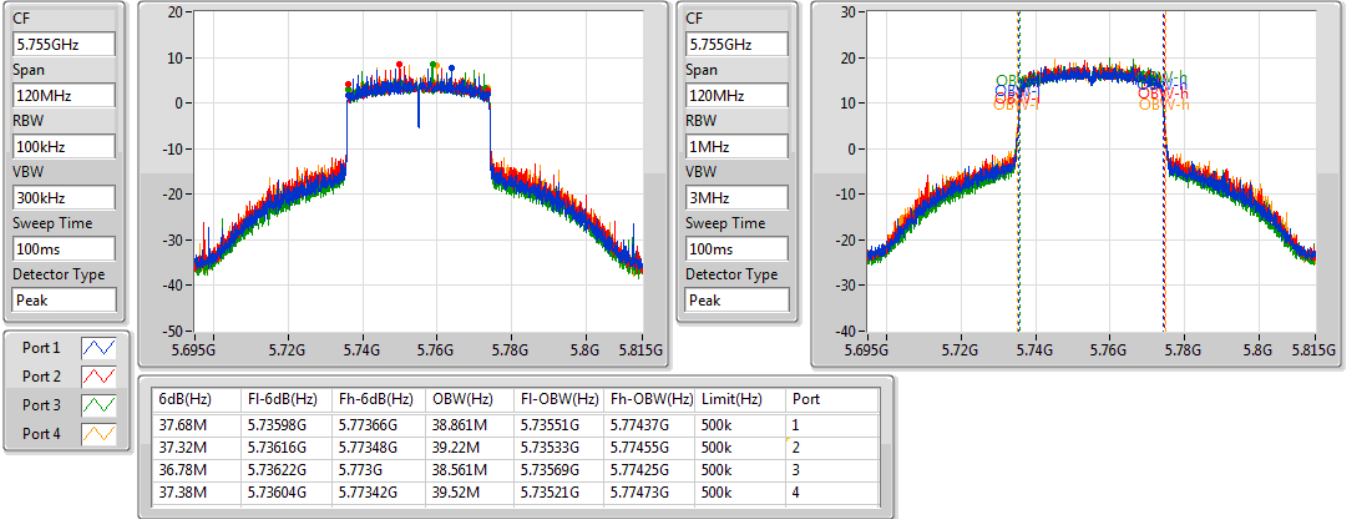 CF
5.755GHz
Span
120MHz
RBW
100kHz
VBW
300kHz
Sweep Time
100ms
Detector Type
Peak
20
10
0
-10
-20
-30
-40
-50
5.695G 5.72G 5.74G 5.76G 5.78G 5.8G 5.815G
CF
5.755GHz
Span
120MHz
RBW
1MHz
VBW
3MHz
Sweep Time
100ms
Detector Type
Peak
30
20
10
0
-10
-20
-30
-40
OBW-l
OBW-h
5.695G 5.72G 5.74G 5.76G 5.78G 5.8G 5.815G
Port 1
Port 2
Port 3
Port 4
6dB(Hz) Fl-6dB(Hz) Fh-6dB(Hz) OBW(Hz) Fl-OBW(Hz) Fh-OBW(Hz) Limit(Hz) Port
37.68M 5.73598G 5.77366G 38.861M 5.73551G 5.77437G 500k 1
37.32M 5.73616G 5.77348G 39.22M 5.73533G 5.77455G 500k 2
36.78M 5.73622G 5.773G 38.561M 5.73569G 5.77425G 500k 3
37.38M 5.73604G 5.77342G 39.52M 5.73521G 5.77473G 500k 4